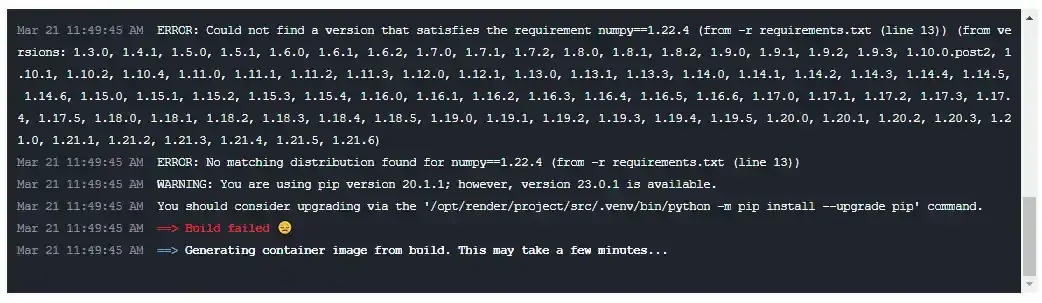 Mar 21 11:49:45 AM ERROR: Could not find a version that satisfies the requirement numpy==1.22.4 (from -r requirements.txt (line 13)) (from ve
rsions: 1.3.0, 1.4.1, 1.5.0, 1.5.1, 1.6.0, 1.6.1, 1.6.2, 1.7.0, 1.7.1, 1.7.2, 1.8.0, 1.8.1, 1.8.2, 1.9.0, 1.9.1, 1.9.2, 1.9.3, 1.10.0.post2, 1
.10.1, 1.10.2, 1.10.4, 1.11.0, 1.11.1, 1.11.2, 1.11.3, 1.12.0, 1.12.1, 1.13.0, 1.13.1, 1.13.3, 1.14.0, 1.14.1, 1.14.2, 1.14.3, 1.14.4, 1.14.5,
1.14.6, 1.15.0, 1.15.1, 1.15.2, 1.15.3, 1.15.4, 1.16.0, 1.16.1, 1.16.2, 1.16.3, 1.16.4, 1.16.5, 1.16.6, 1.17.0, 1.17.1, 1.17.2, 1.17.3, 1.17.
4, 1.17.5, 1.18.0, 1.18.1, 1.18.2, 1.18.3, 1.18.4, 1.18.5, 1.19.0, 1.19.1, 1.19.2, 1.19.3, 1.19.4, 1.19.5, 1.20.0, 1.20.1, 1.20.2, 1.20.3, 1.2
1.0, 1.21.1, 1.21.2, 1.21.3, 1.21.4, 1.21.5, 1.21.6)
Mar 21 11:49:45 AM ERROR: No matching distribution found for numpy==1.22.4 (from -r requirements.txt (line 13))
Mar 21 11:49:45 AM WARNING: You are using pip version 20.1.1; however, version 23.0.1 is available.
Mar 21 11:49:45 AM You should consider upgrading via the '/opt/render/project/src/.venv/bin/python -m pip install --upgrade pip' command.
Mar 21 11:49:45 AM ==> Build failed 😞
Mar 21 11:49:45 AM ==> Generating container image from build. This may take a few minutes...